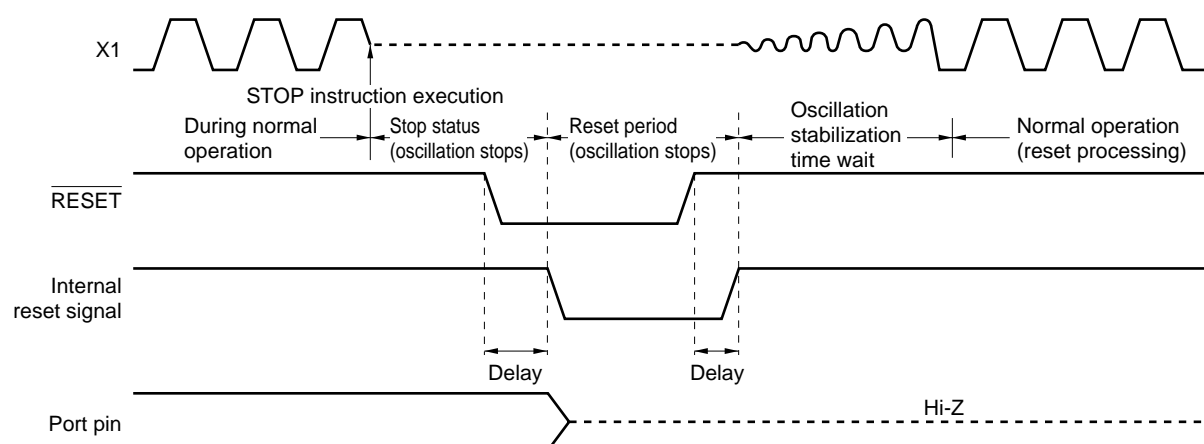 X1
STOP instruction execution
During normal
operation
Stop status
(oscillation stops)
Reset period
(oscillation stops)
Oscillation
stabilization
time wait
Normal operation
(reset processing)
RESET
Internal
reset signal
Delay
Delay
Hi-Z
Port pin